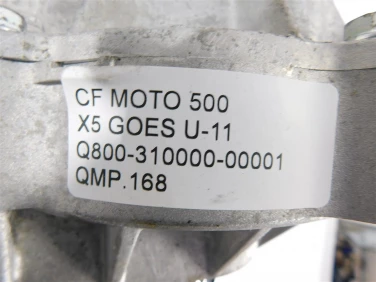 CF MOTO 500
X5 GOES U-11
Q800-310000-00001
QMP.168